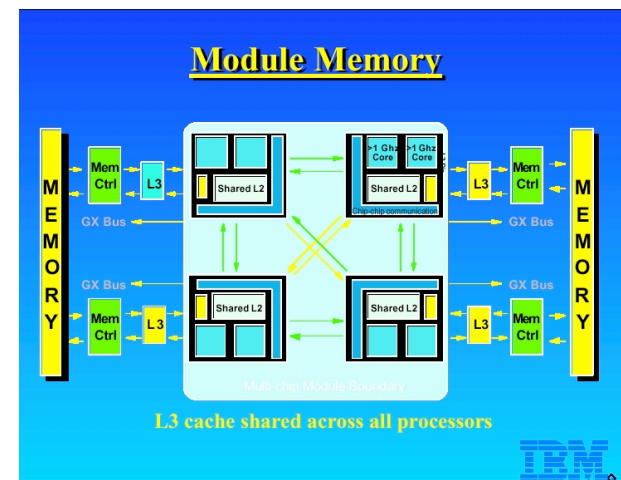 Module Memory
MEMORY
Mem
Ctrl
L3
Shared L2
GX Bus
>1 Ghz
Core
>1 Ghz
Core
Shared L2
Chip-chip communication
L3
Mem
Ctrl
GX Bus
MEMORY
GX Bus
Mem
Ctrl
L3
Shared L2
Shared L2
GX Bus
L3
Mem
Ctrl
Multi-chip Module Boundary
L3 cache shared across all processors
IBM